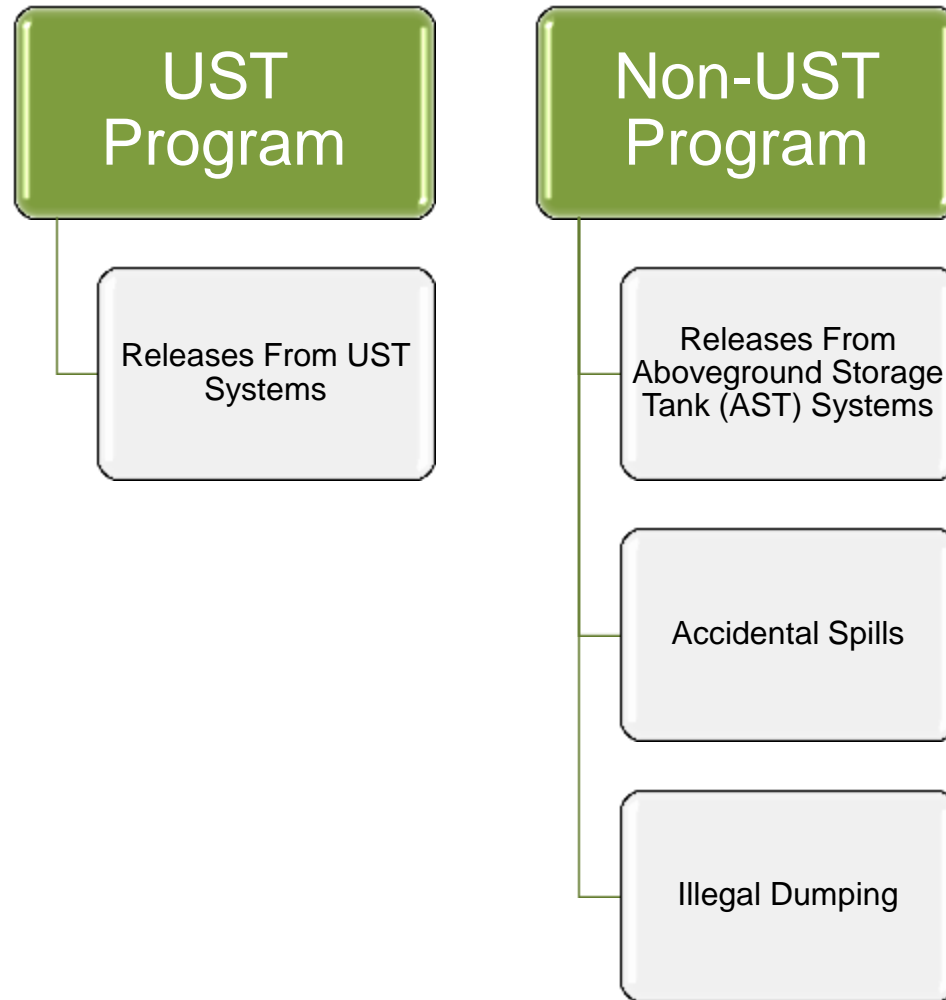 UST
Program
Releases From UST
Systems
Non-UST
Program
Releases From
Aboveground Storage
Tank (AST) Systems
Accidental Spills
Illegal Dumping